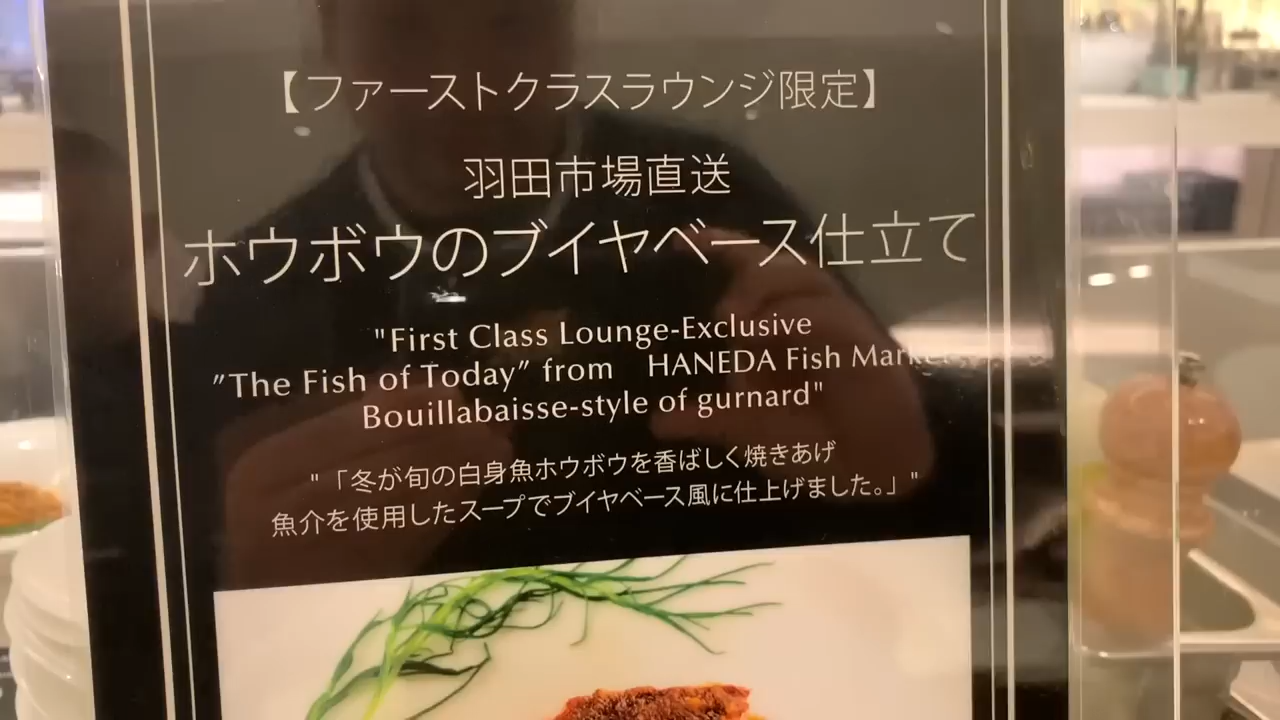 【ファーストクラスラウンジ限定】
羽田市場直送
ホウボウのブイヤベース仕立て
"First Class Lounge-Exclusive
"The Fish of Today" from HANEDA Fish Market
Bouillabaisse-style of gurnard"
"「冬が旬の白身魚ホウボウを香ばしく焼きあげ
魚介を使用したスープでブイヤベース風に仕上げました。」"